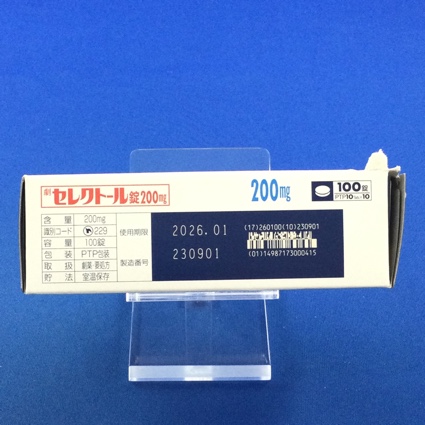 劇 セレクトール錠200mg
200mg
100錠
PTP10錠×10
含量 200mg
識別コード 229
容量 100錠
包装 PTP包装
取扱 劇薬・要処方
貯法 室温保存
使用期限 2026.01
製造番号 230901
(17)260100(10)230901
(01)14987173000415